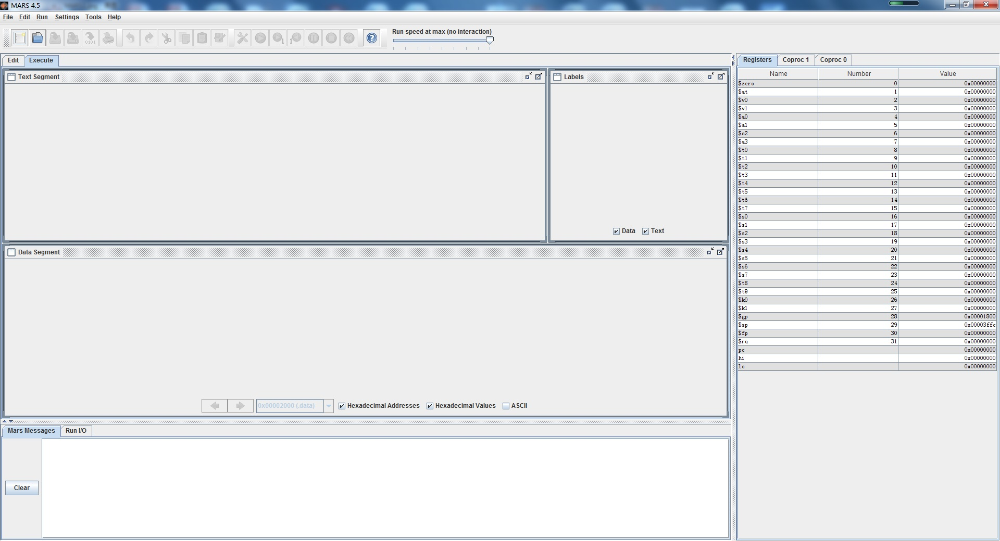 MARS 4.5
File Edit Run Settings Tools Help
Run speed at max (no interaction)
Edit Execute
Text Segment
Labels
Data Text
Data Segment
0x00002000 (.data) Hexadecimal Addresses Hexadecimal Values ASCII
Mars Messages Run I/O
Clear
Registers Coproc 1 Coproc 0
Name Number Value
$zero 0 0x00000000
$at 1 0x00000000
$v0 2 0x00000000
$v1 3 0x00000000
$a0 4 0x00000000
$a1 5 0x00000000
$a2 6 0x00000000
$a3 7 0x00000000
$t0 8 0x00000000
$t1 9 0x00000000
$t2 10 0x00000000
$t3 11 0x00000000
$t4 12 0x00000000
$t5 13 0x00000000
$t6 14 0x00000000
$t7 15 0x00000000
$s0 16 0x00000000
$s1 17 0x00000000
$s2 18 0x00000000
$s3 19 0x00000000
$s4 20 0x00000000
$s5 21 0x00000000
$s6 22 0x00000000
$s7 23 0x00000000
$t8 24 0x00000000
$t9 25 0x00000000
$k0 26 0x00000000
$k1 27 0x00000000
$gp 28 0x00001800
$sp 29 0x00003ffc
$fp 30 0x00000000
$ra 31 0x00000000
pc 0x00000000
hi 0x00000000
lo 0x00000000